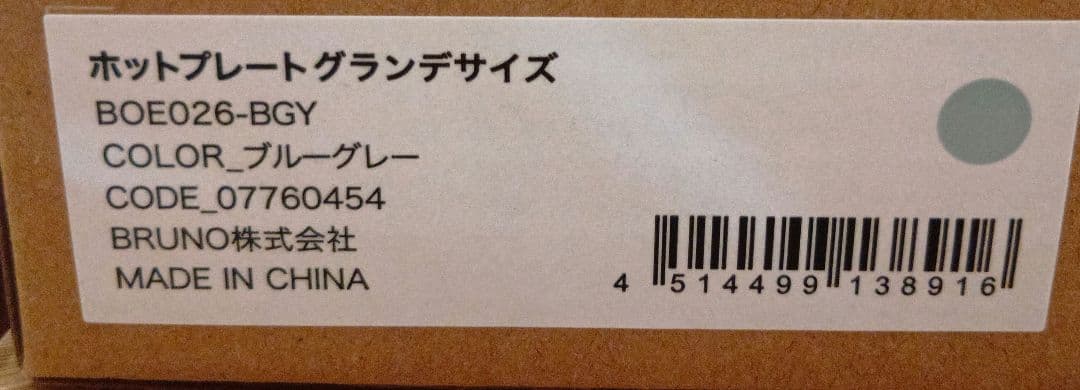 ホットプレートグランデサイズ
BOE026-BGY
COLOR_ブルーグレー
CODE_07760454
BRUNO株式会社
MADE IN CHINA
4 514499 138916